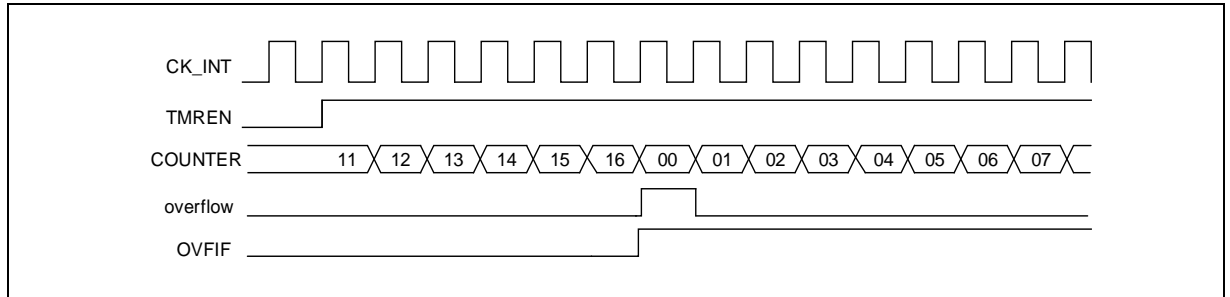 CK_INT
TMREN
COUNTER 11 12 13 14 15 16 00 01 02 03 04 05 06 07
overflow
OVFIF